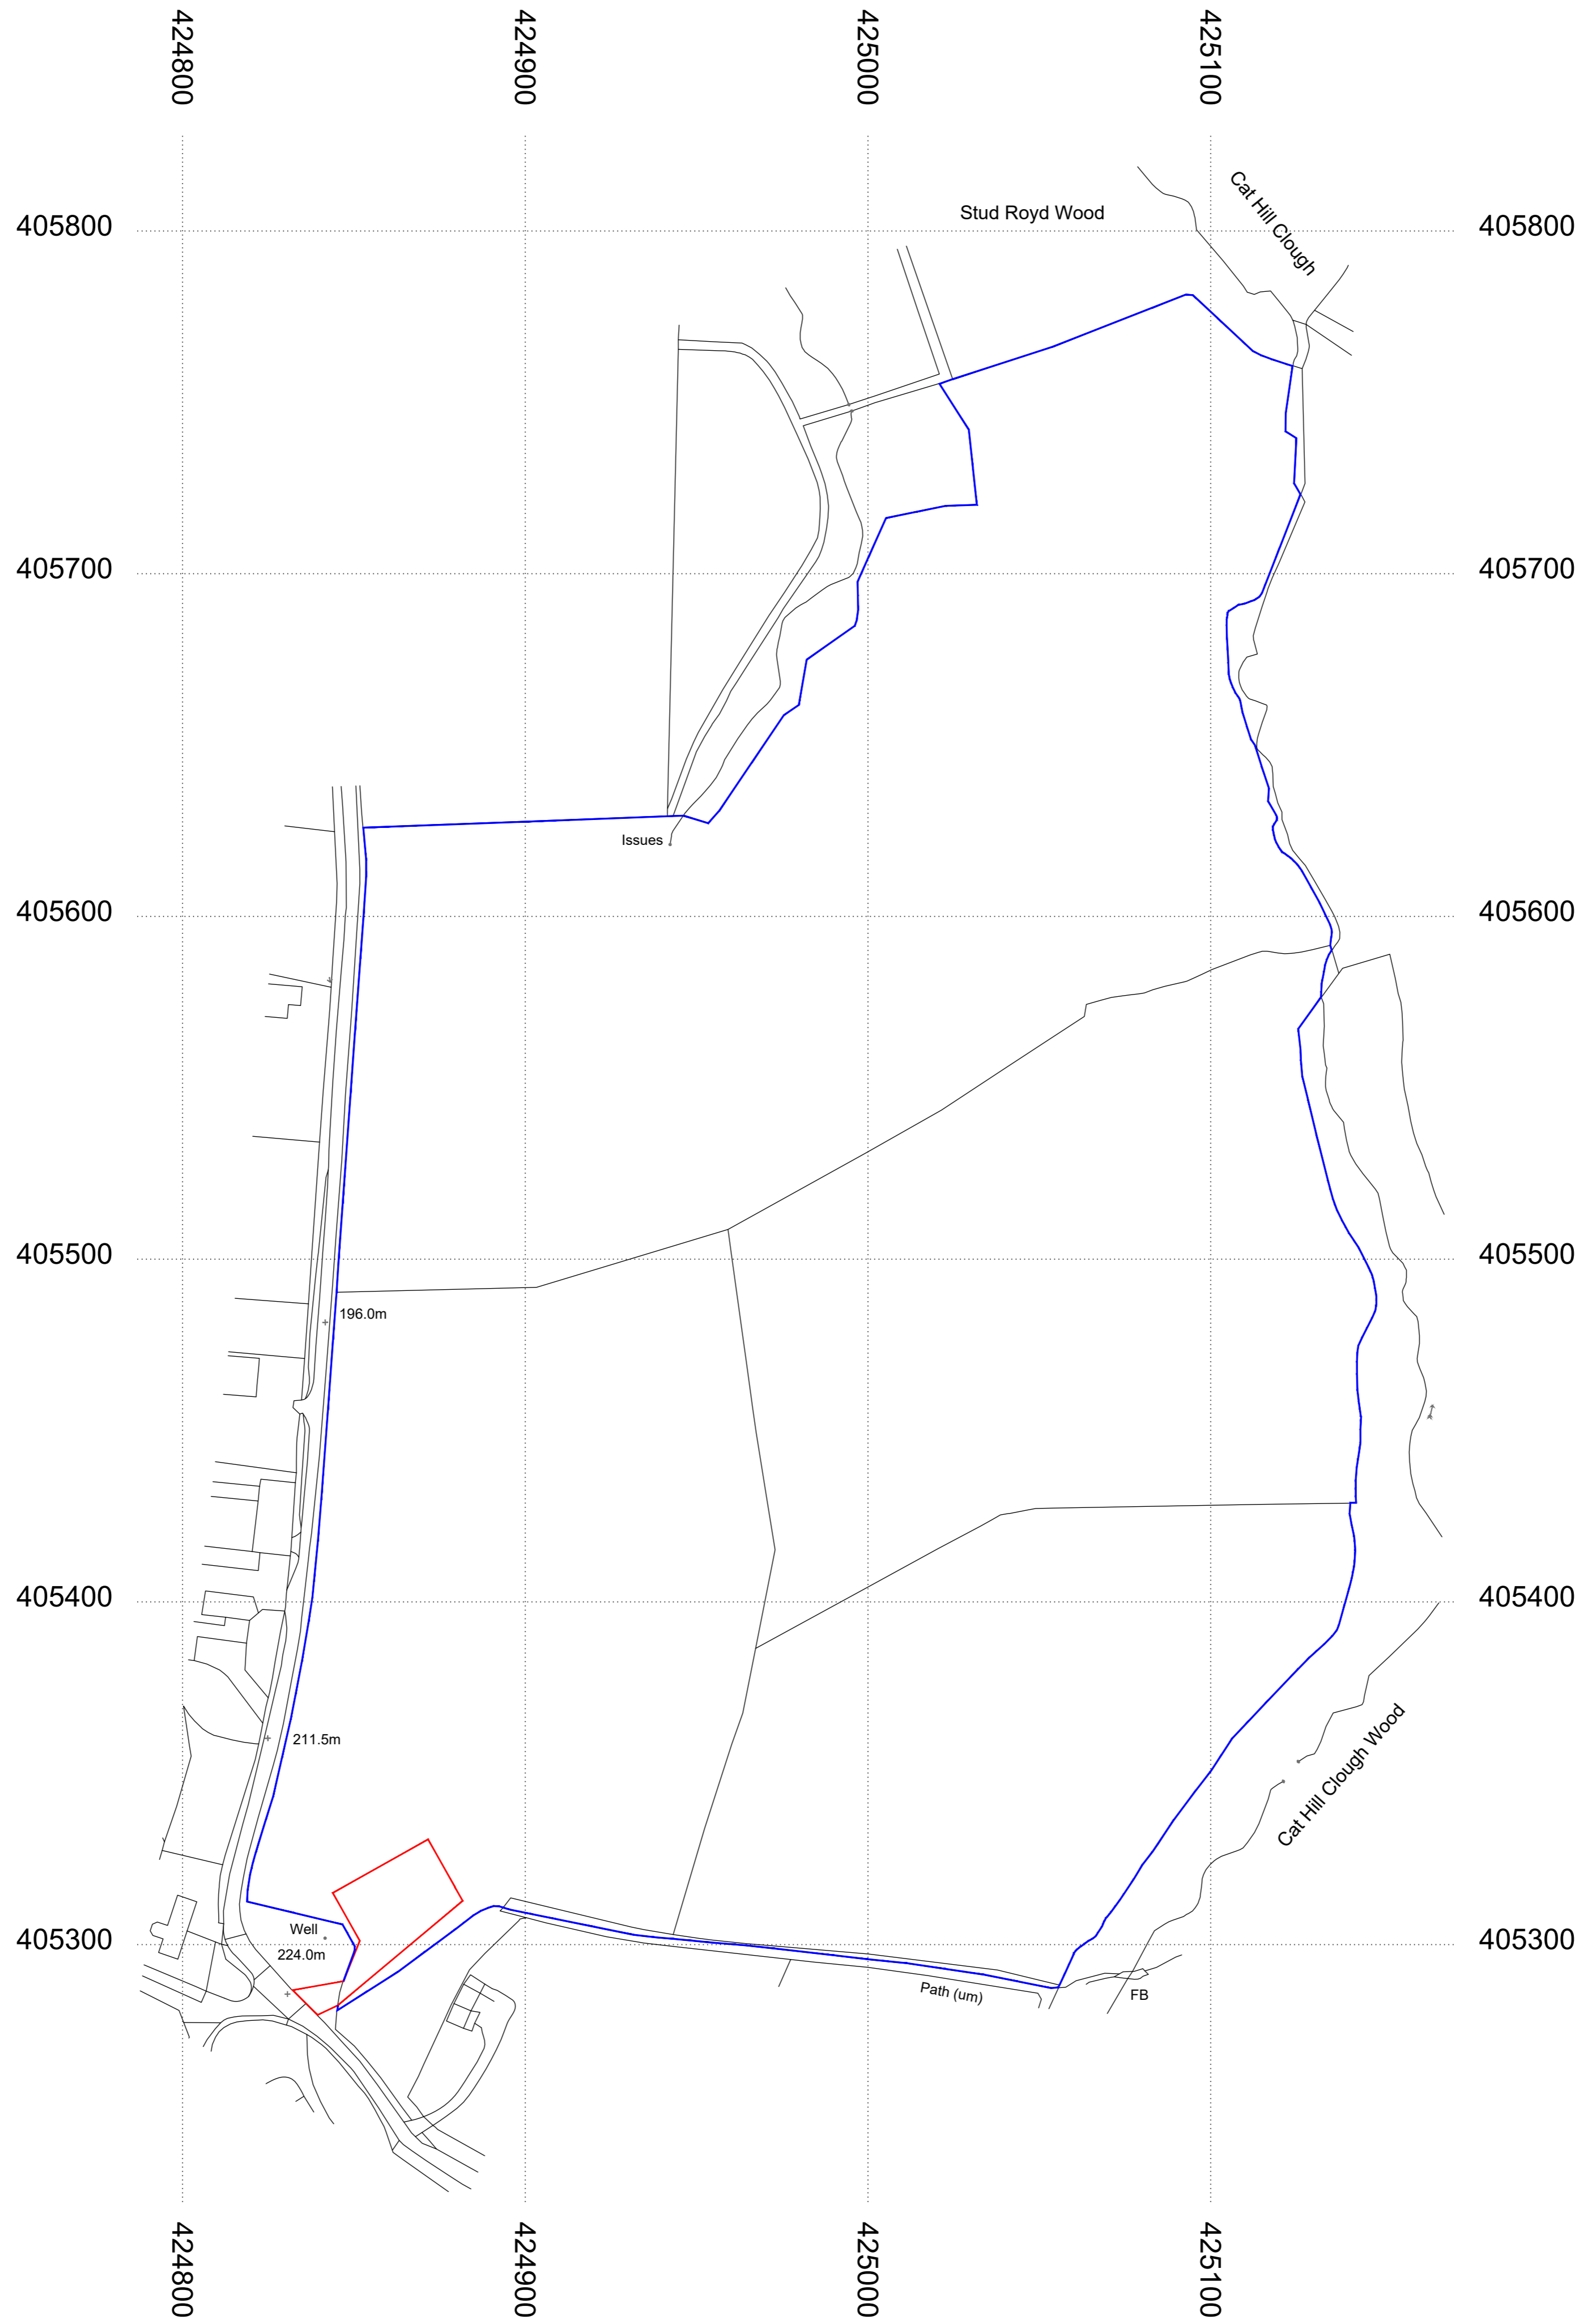 424800
424900
425000
425100
Cat Hill Clough
Stud Royd Wood
405800
405800
405700
405700
Issues
405600
405600
405500
405500
196.0m
405400
405400
211.5m
Cat Hill Clough Wood
Well
405300
405300
224.0m
Path (um)
FB
424800
424900
425000
425100